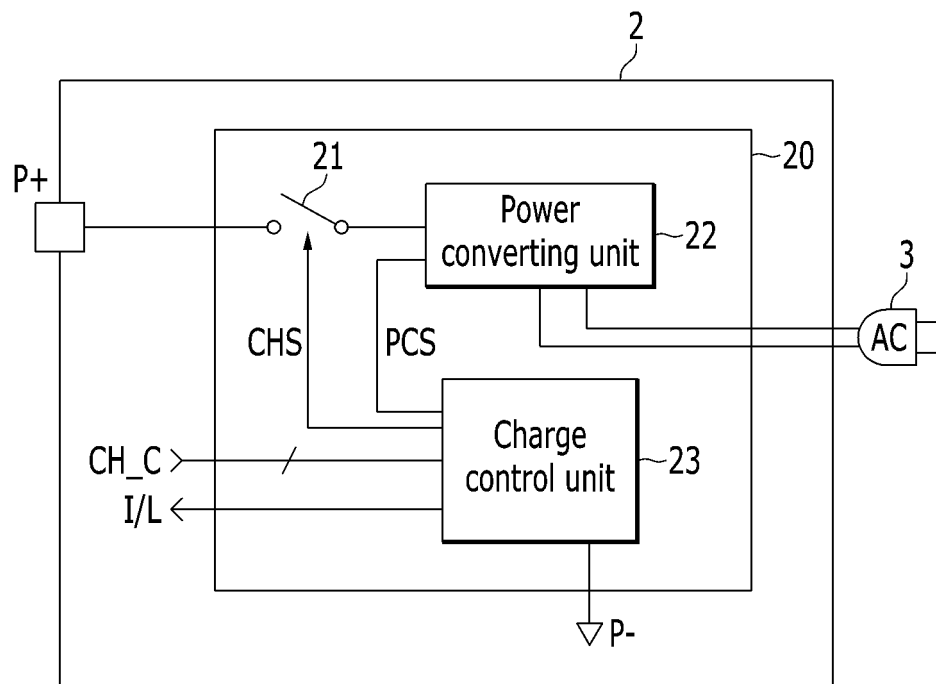 2
20
P+
21
Power
converting unit
22
3
AC
CHS
PCS
Charge
control unit
23
CH_C
I/L
P-